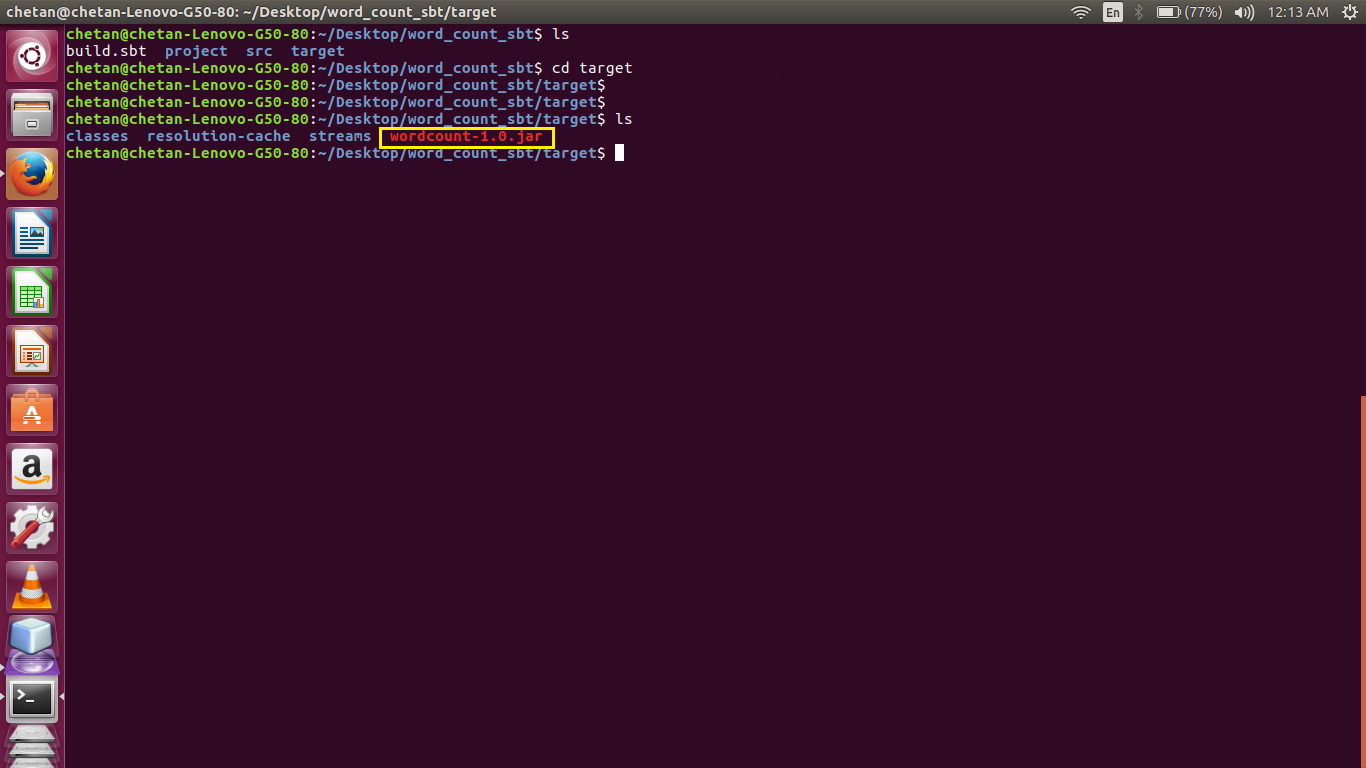 chetan@chetan-Lenovo-G50-80: ~/Desktop/word_count_sbt/target
En (77%) 12:13 AM
chetan@chetan-Lenovo-G50-80:~/Desktop/word_count_sbt$ ls
build.sbt  project  src  target
chetan@chetan-Lenovo-G50-80:~/Desktop/word_count_sbt$ cd target
chetan@chetan-Lenovo-G50-80:~/Desktop/word_count_sbt/target$
chetan@chetan-Lenovo-G50-80:~/Desktop/word_count_sbt/target$
chetan@chetan-Lenovo-G50-80:~/Desktop/word_count_sbt/target$ ls
classes  resolution-cache  streams  wordcount-1.0.jar
chetan@chetan-Lenovo-G50-80:~/Desktop/word_count_sbt/target$